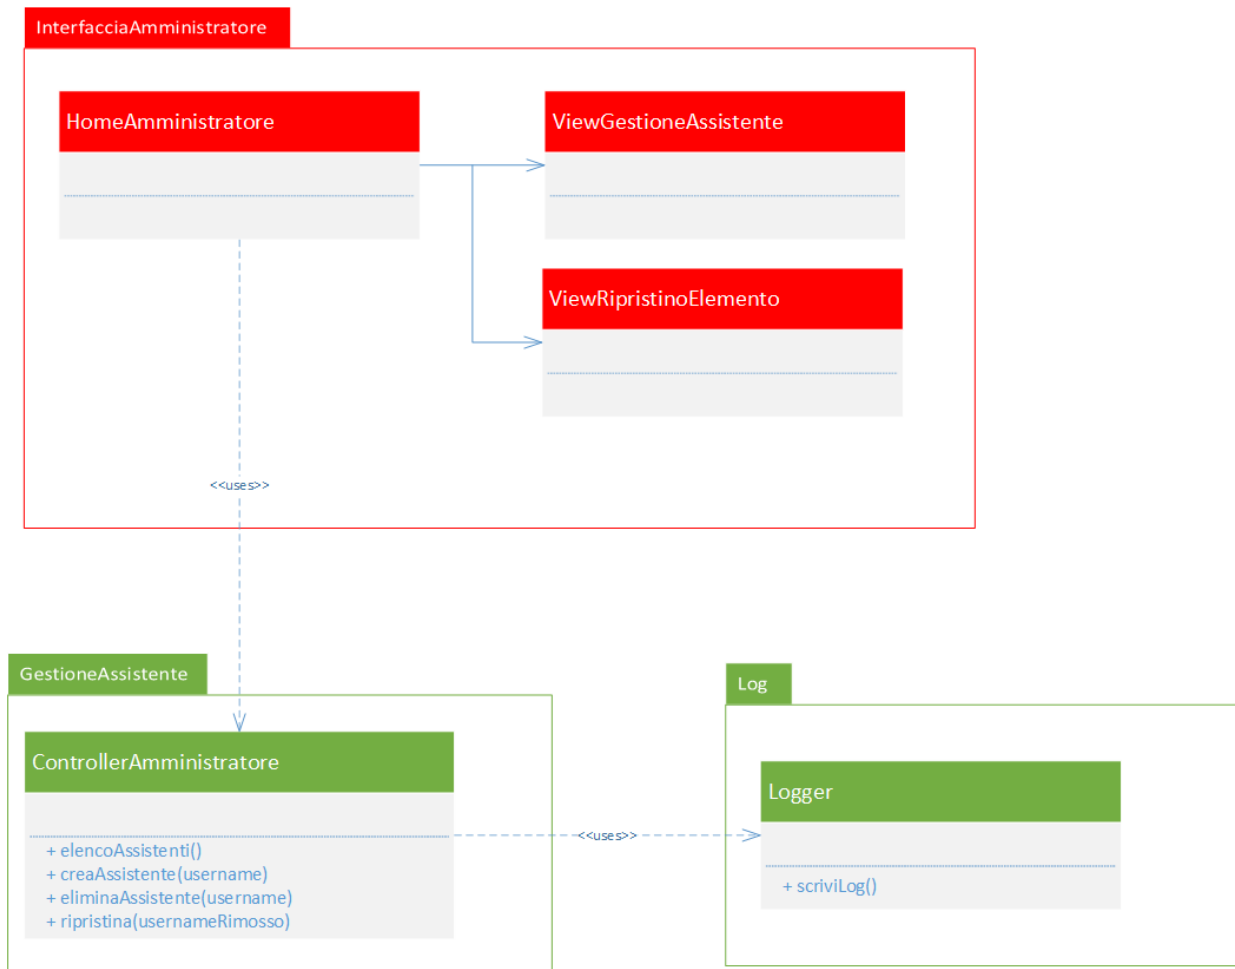 InterfacciaAmministratore
HomeAmministratore
ViewGestioneAssistente
ViewRipristinoElemento
<<uses>>
GestioneAssistente
Log
ControllerAmministratore
Logger
<<uses>>
+ elencoAssistenti()
+ creaAssistente(username)
+ eliminaAssistente(username)
+ ripristina(usernameRimosso)
+ scriviLog()